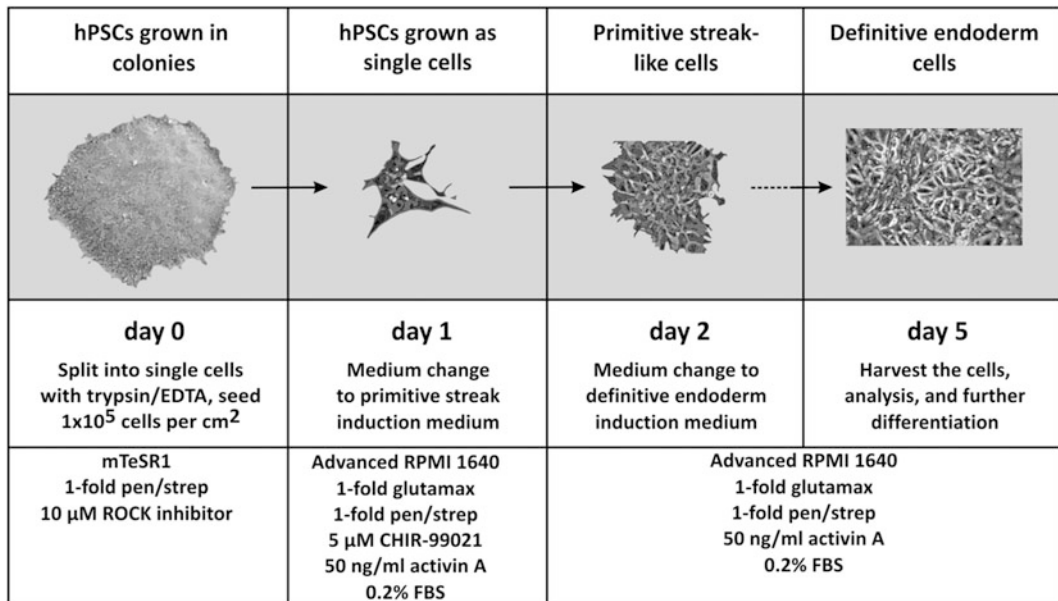 hPSCs grown in
colonies
hPSCs grown as
single cells
Primitive streak-
like cells
Definitive endoderm
cells
day 0
Split into single cells
with trypsin/EDTA, seed
1x10⁵ cells per cm²
day 1
Medium change
to primitive streak
induction medium
day 2
Medium change to
definitive endoderm
induction medium
day 5
Harvest the cells,
analysis, and further
differentiation
mTeSR1
1-fold pen/strep
10 µM ROCK inhibitor
Advanced RPMI 1640
1-fold glutamax
1-fold pen/strep
5 µM CHIR-99021
50 ng/ml activin A
0.2% FBS
Advanced RPMI 1640
1-fold glutamax
1-fold pen/strep
50 ng/ml activin A
0.2% FBS